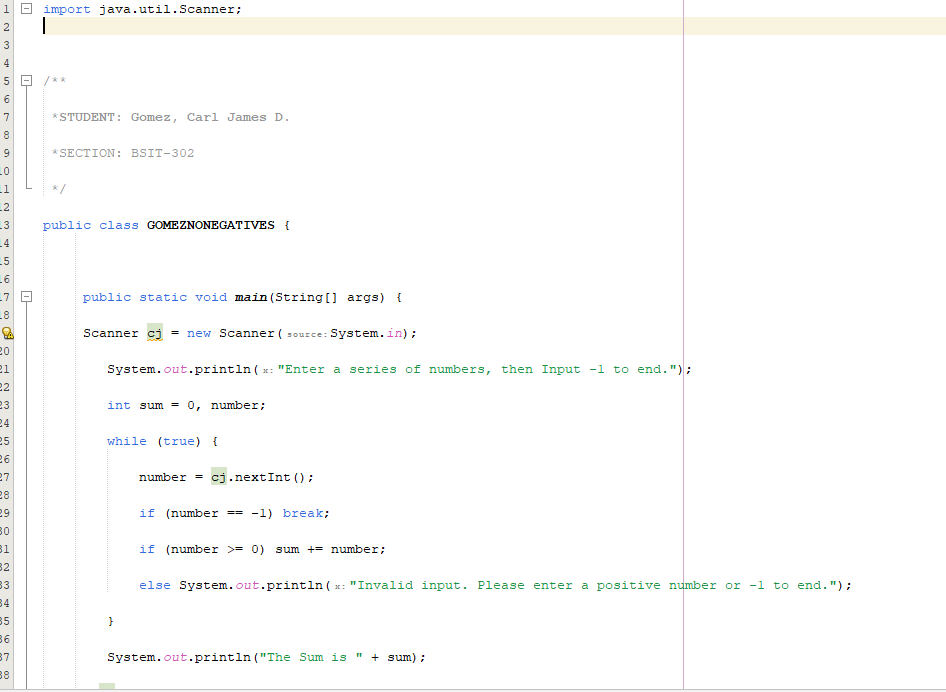 1 import java.util.Scanner;
2
3
4
5 /**
6
7 *STUDENT: Gomez, Carl James D.
8
9 *SECTION: BSIT-302
10
11 */
12
13 public class GOMEZNONEGATIVES {
14
15
16
17 public static void main(String[] args) {
18
Scanner cj = new Scanner( source: System.in);
20
21 System.out.println( x: "Enter a series of numbers, then Input -1 to end.");
22
23 int sum = 0, number;
24
25 while (true) {
26
27 number = cj.nextInt();
28
29 if (number == -1) break;
30
31 if (number >= 0) sum += number;
32
33 else System.out.println( x: "Invalid input. Please enter a positive number or -1 to end.");
34
35 }
36
37 System.out.println("The Sum is " + sum);
38